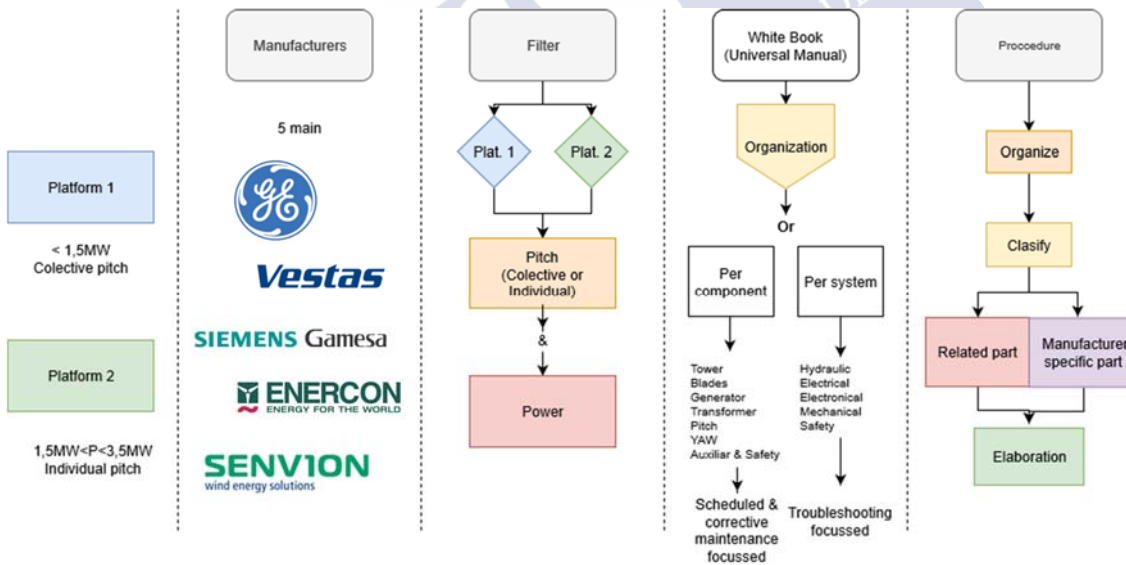 Platform 1
< 1,5MW
Colective pitch
Platform 2
1,5MW<P<3,5MW
Individual pitch
Manufacturers
5 main
GE
Vestas
SIEMENS Gamesa
ENERCON
ENERGY FOR THE WORLD
SENVION
wind energy solutions
Filter
Plat. 1
Plat. 2
Pitch
(Colective or
Individual)
&
Power
White Book
(Universal Manual)
Organization
Or
Per
component
Per system
Tower
Blades
Generator
Transformer
Pitch
YAW
Auxiliar & Safety
Hydraulic
Electrical
Electronical
Mechanical
Safety
Scheduled &
corrective
maintenance
focussed
Troubleshooting
focussed
Proccedure
Organize
Clasify
Related part
Manufacturer
specific part
Elaboration